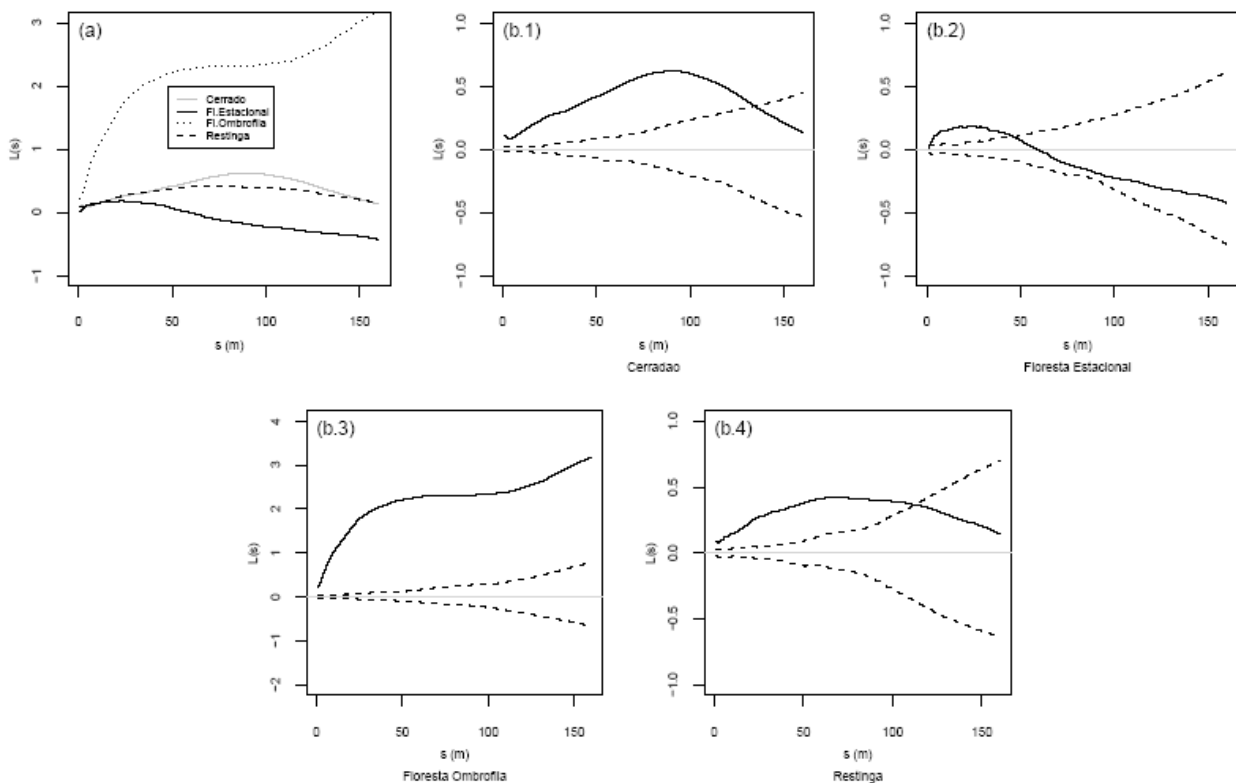 (a)
3
2
1
0
−1
L(s)
Cerrado
Fl.Estacional
Fl.Ombrofila
Restinga
0 50 100 150
s (m)
(b.1)
1.0
0.5
0.0
−0.5
−1.0
L(s)
0 50 100 150
s (m)
Cerradao
(b.2)
1.0
0.5
0.0
−0.5
−1.0
L(s)
0 50 100 150
s (m)
Floresta Estacional
(b.3)
4
3
2
1
0
−1
−2
L(s)
0 50 100 150
s (m)
Floresta Ombrofila
(b.4)
1.0
0.5
0.0
−0.5
−1.0
L(s)
0 50 100 150
s (m)
Restinga